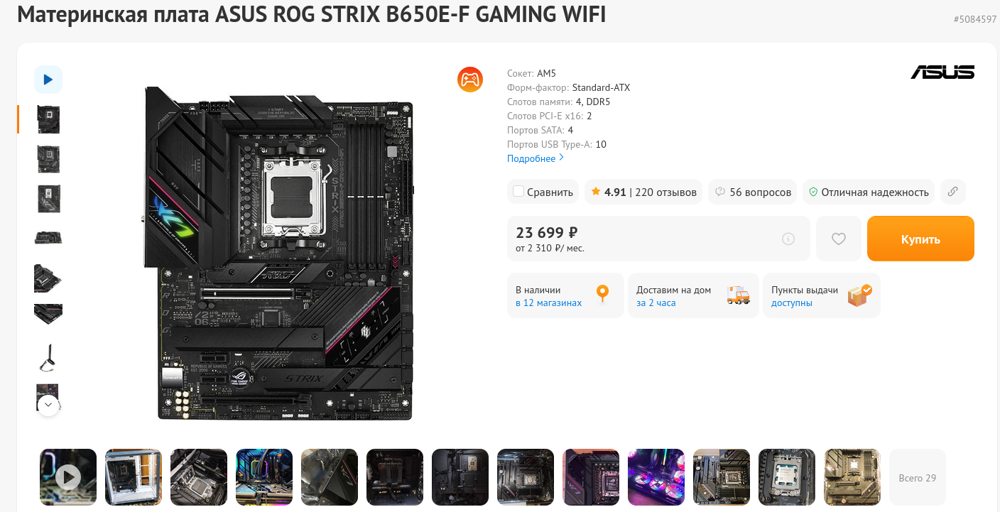 Материнская плата ASUS ROG STRIX B650E-F GAMING WIFI
#5084597
ASUS
Сокет: AM5
Форм-фактор: Standard-ATX
Слотов памяти: 4, DDR5
Слотов PCI-E x16: 2
Портов SATA: 4
Портов USB Type-A: 10
Подробнее
Сравнить
4.91 | 220 отзывов
56 вопросов
Отличная надежность
23 699 ₽
от 2 310 ₽/ мес.
Купить
В наличии
в 12 магазинах
Доставим на дом
за 2 часа
Пункты выдачи
доступны
STRIX
STRIX
Всего 29